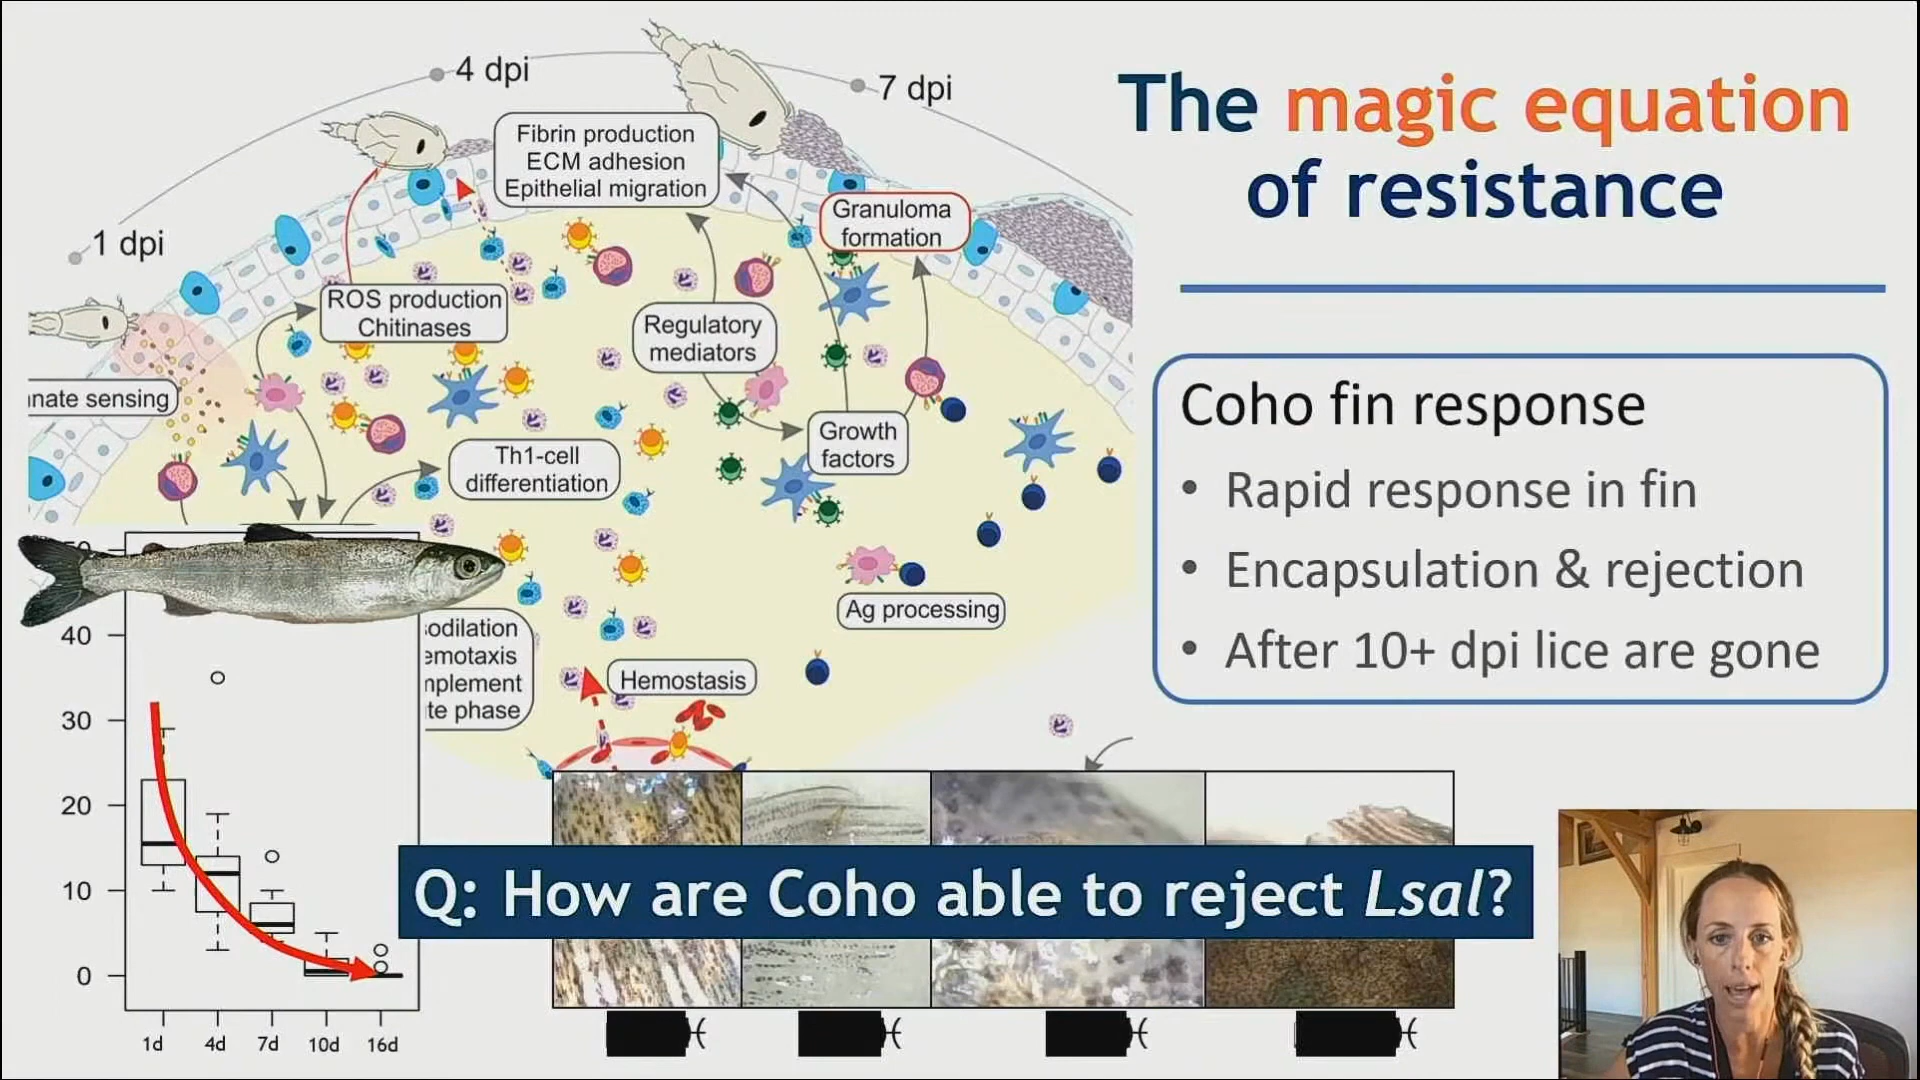 The magic equation
of resistance
1 dpi
4 dpi
7 dpi
Fibrin production
ECM adhesion
Epithelial migration
Granuloma
formation
ROS production
Chitinases
Regulatory
mediators
nate sensing
Growth
factors
Th1-cell
differentiation
Ag processing
sodilation
emotaxis
mplement
te phase
Hemostasis
Coho fin response
• Rapid response in fin
• Encapsulation & rejection
• After 10+ dpi lice are gone
40
30
20
10
0
1d 4d 7d 10d 16d
Q: How are Coho able to reject Lsal?